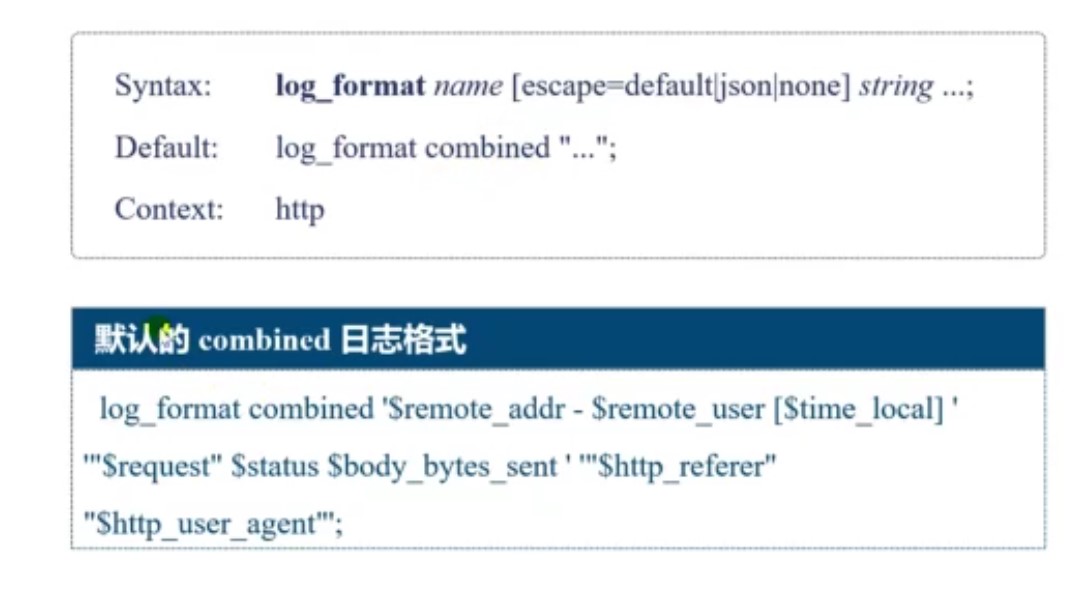 Syntax: log_format name [escape=default|json|none] string ...;
Default: log_format combined "...";
Context: http
默认的 combined 日志格式
log_format combined '$remote_addr - $remote_user [$time_local] '
'"$request" $status $body_bytes_sent ' '"$http_referer"
"$http_user_agent"';